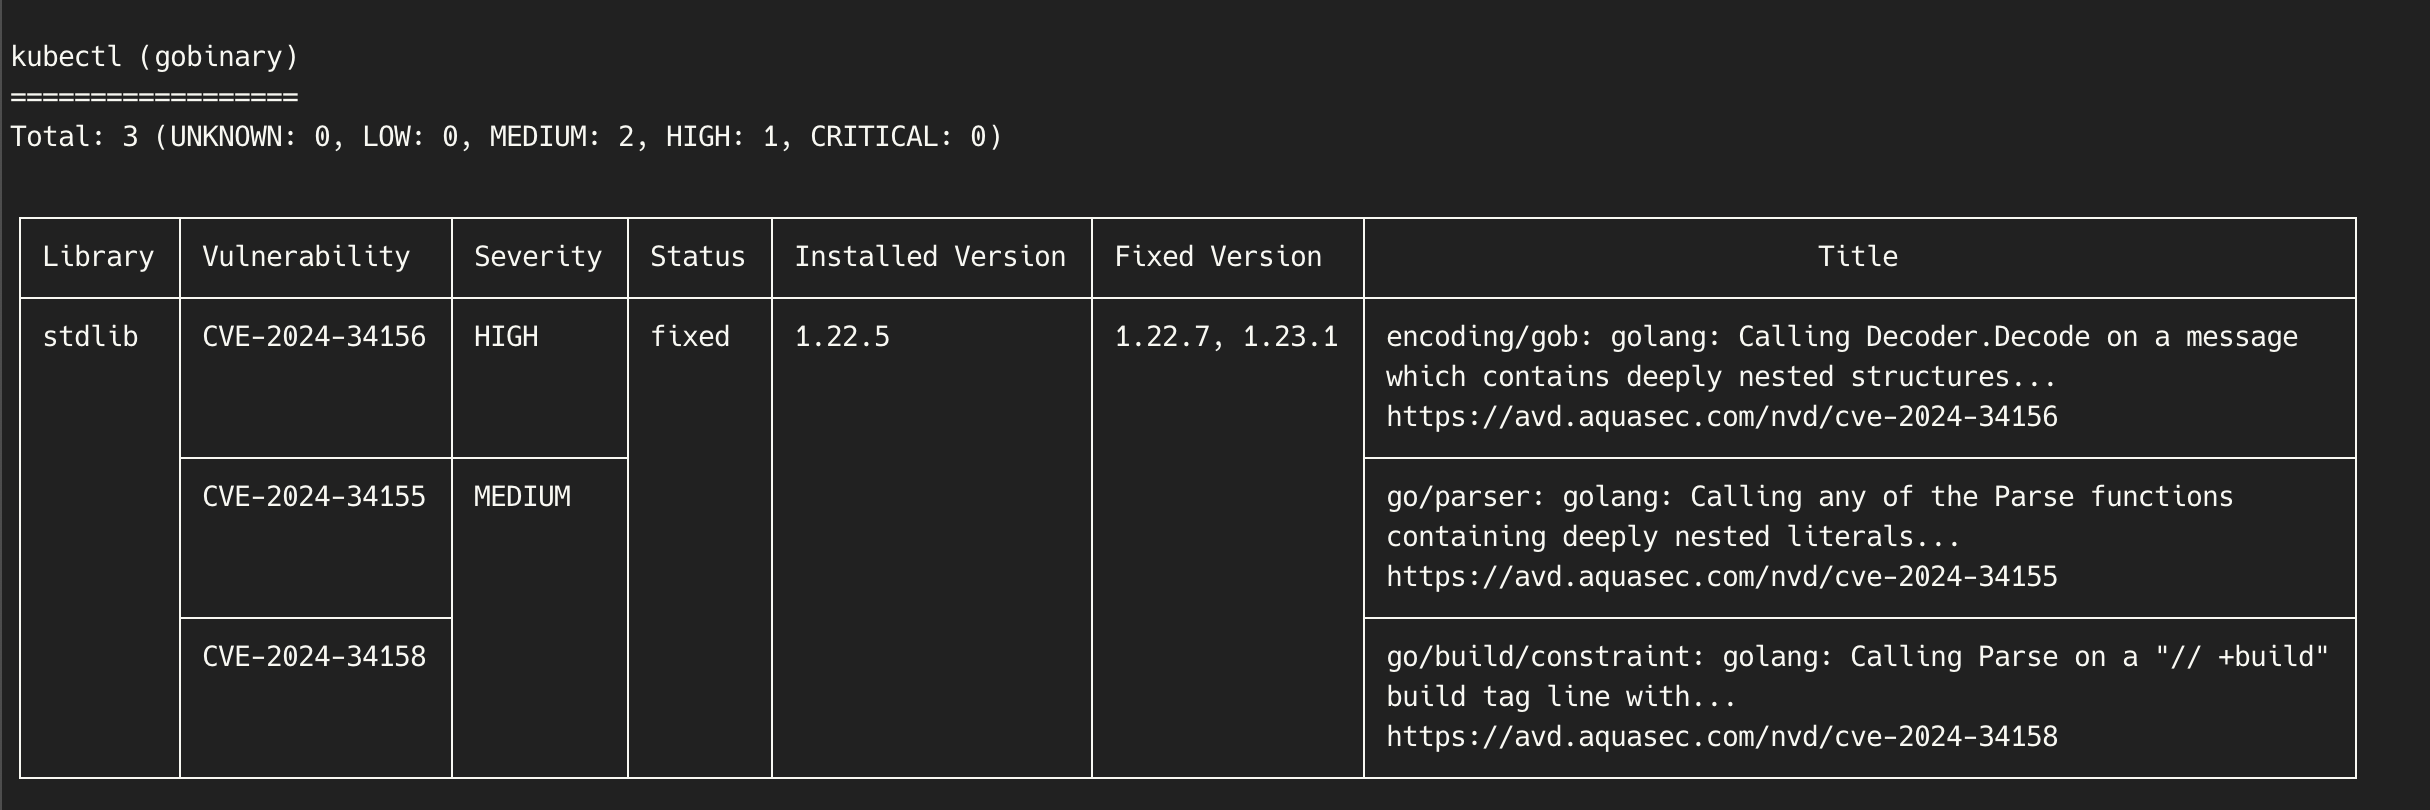 kubectl (gobinary)
==================
Total: 3 (UNKNOWN: 0, LOW: 0, MEDIUM: 2, HIGH: 1, CRITICAL: 0)
Library Vulnerability Severity Status Installed Version Fixed Version Title
stdlib CVE-2024-34156 HIGH fixed 1.22.5 1.22.7, 1.23.1 encoding/gob: golang: Calling Decoder.Decode on a message
which contains deeply nested structures...
https://avd.aquasec.com/nvd/cve-2024-34156
CVE-2024-34155 MEDIUM go/parser: golang: Calling any of the Parse functions
containing deeply nested literals...
https://avd.aquasec.com/nvd/cve-2024-34155
CVE-2024-34158 go/build/constraint: golang: Calling Parse on a "// +build"
build tag line with...
https://avd.aquasec.com/nvd/cve-2024-34158